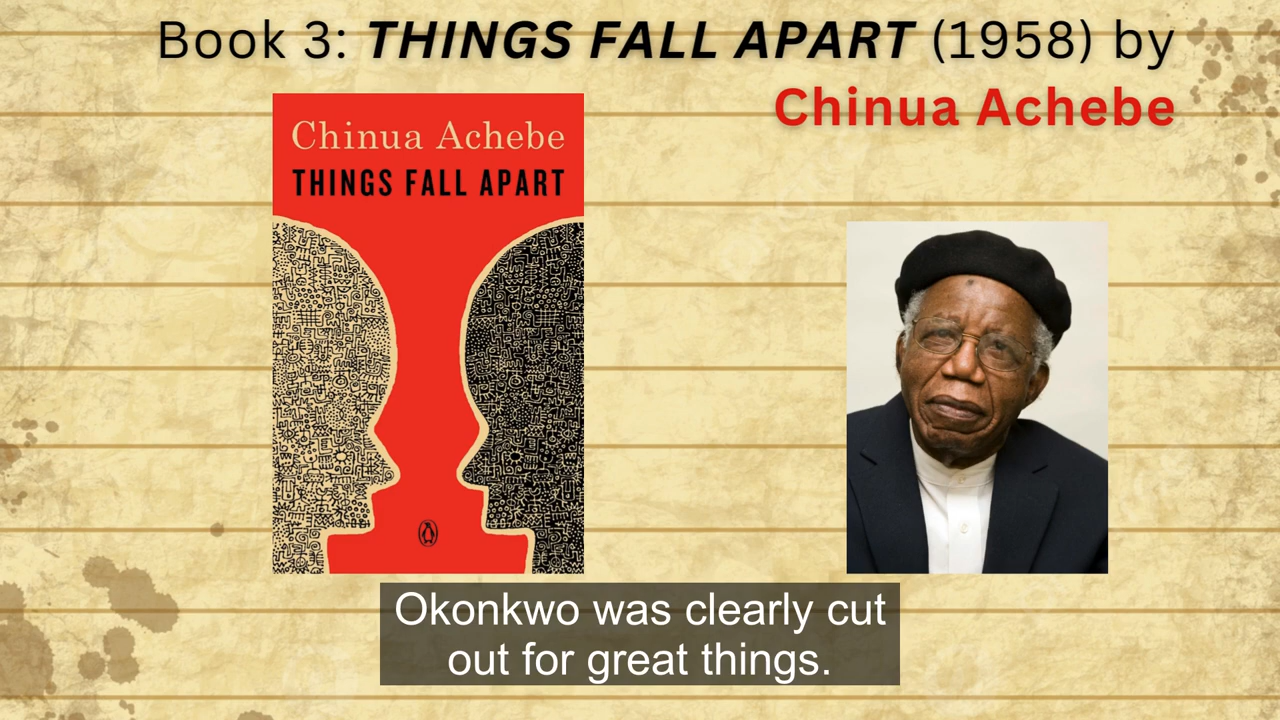 Book 3: THINGS FALL APART (1958) by
Chinua Achebe
Chinua Achebe
THINGS FALL APART
Okonkwo was clearly cut
out for great things.